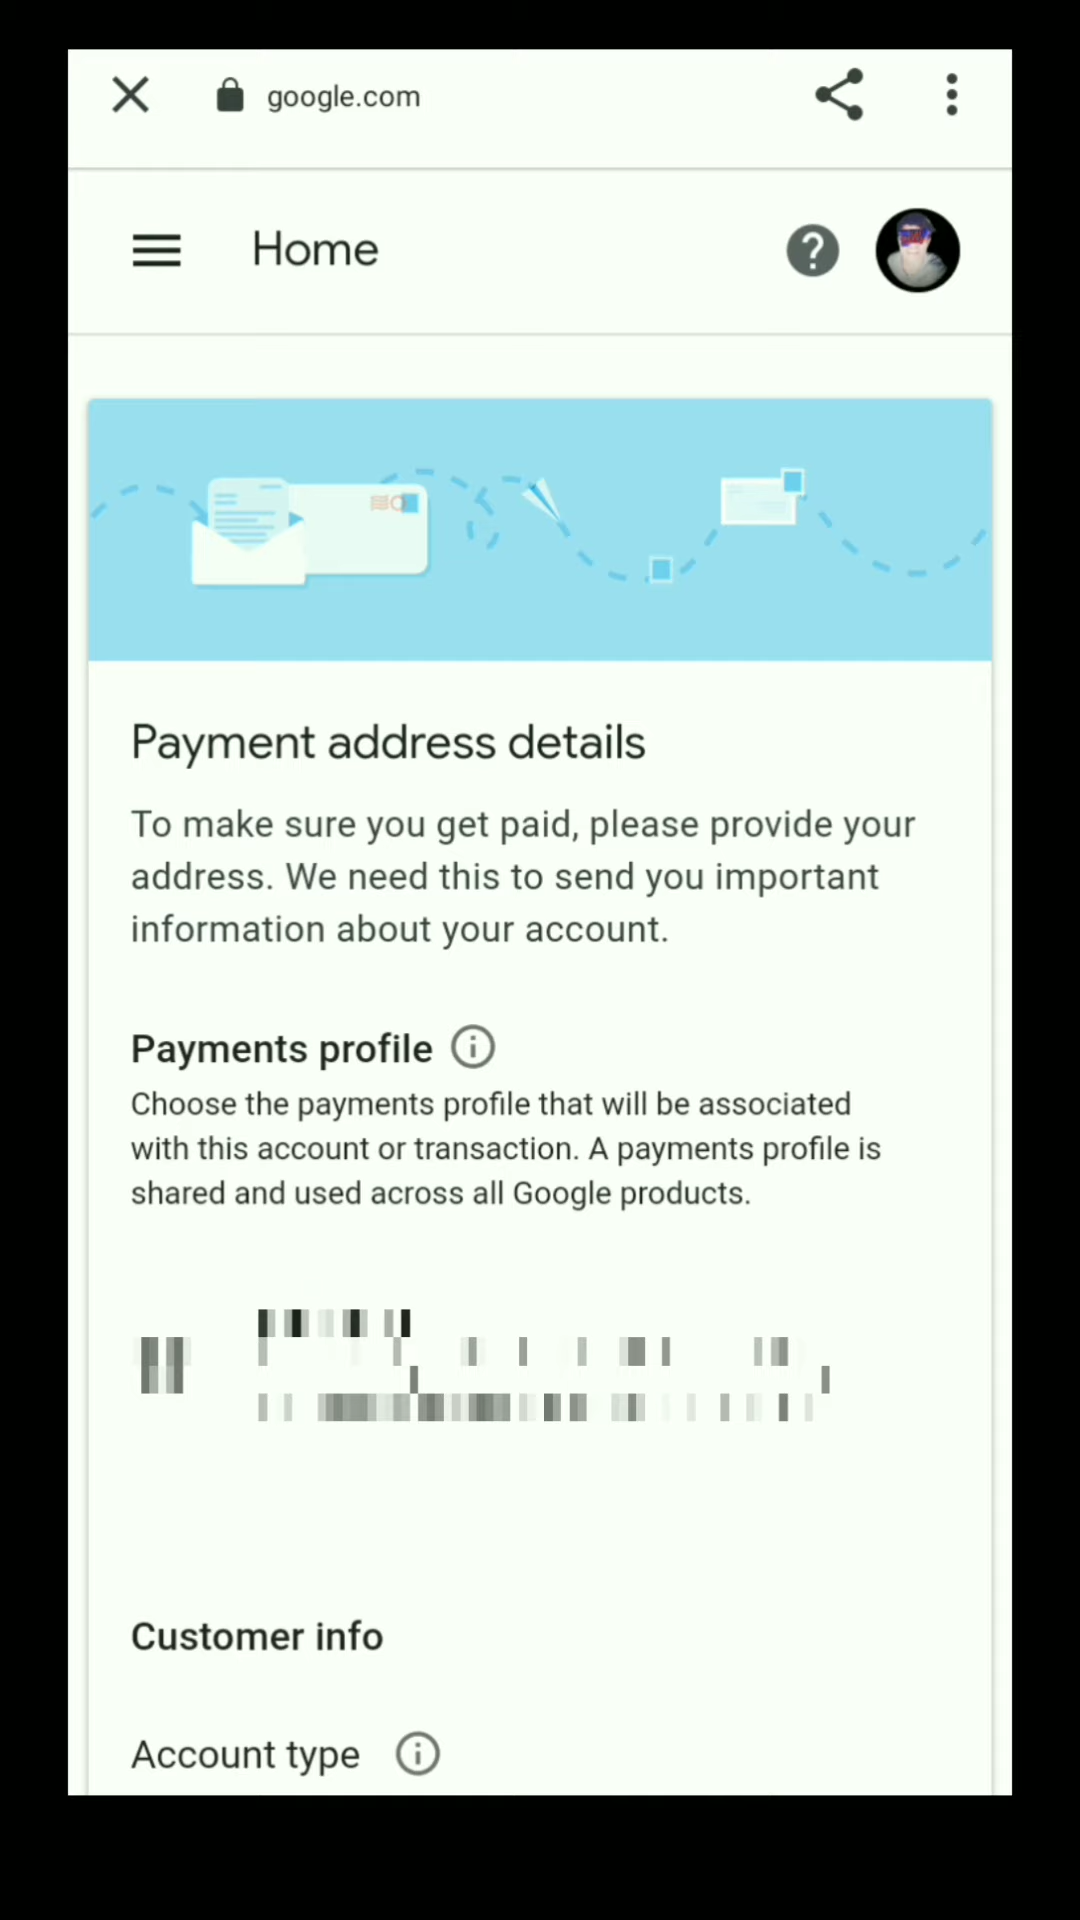 google.com
Home
Payment address details
To make sure you get paid, please provide your
address. We need this to send you important
information about your account.
Payments profile
Choose the payments profile that will be associated
with this account or transaction. A payments profile is
shared and used across all Google products.
Customer info
Account type